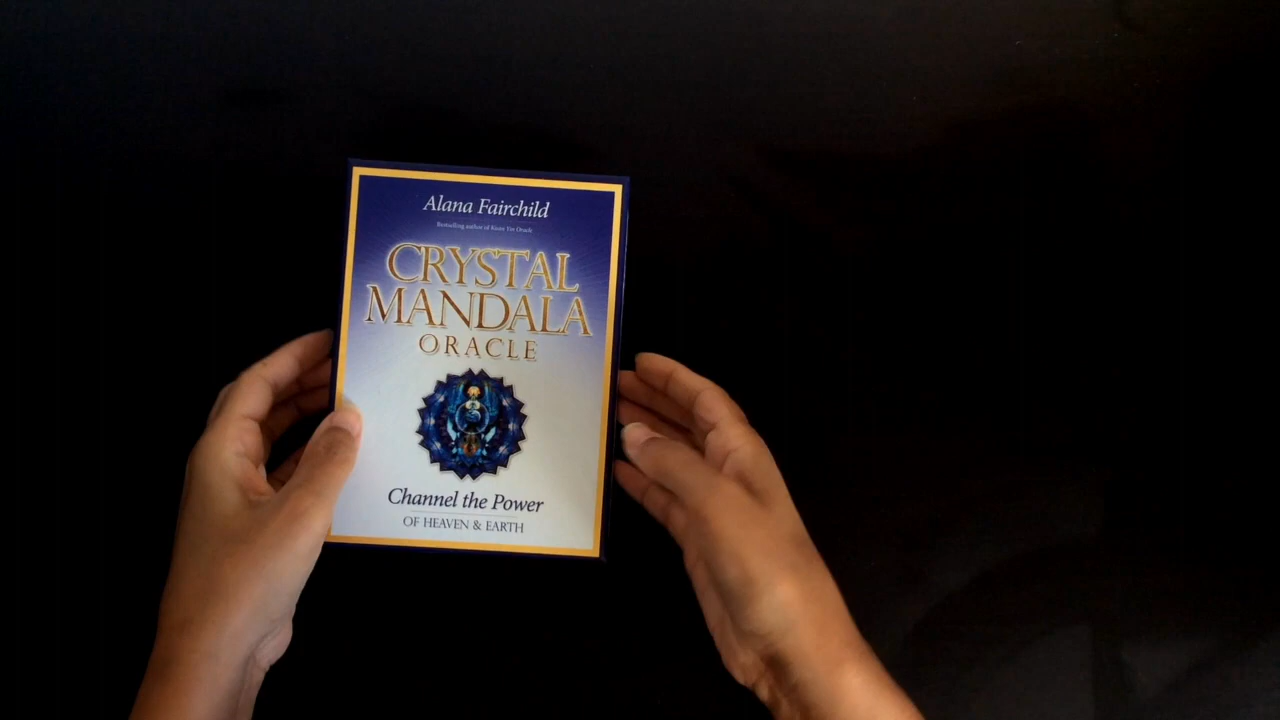 Alana Fairchild
Bestselling author of Kuan Yin Oracle
CRYSTAL
MANDALA
ORACLE
Channel the Power
OF HEAVEN & EARTH